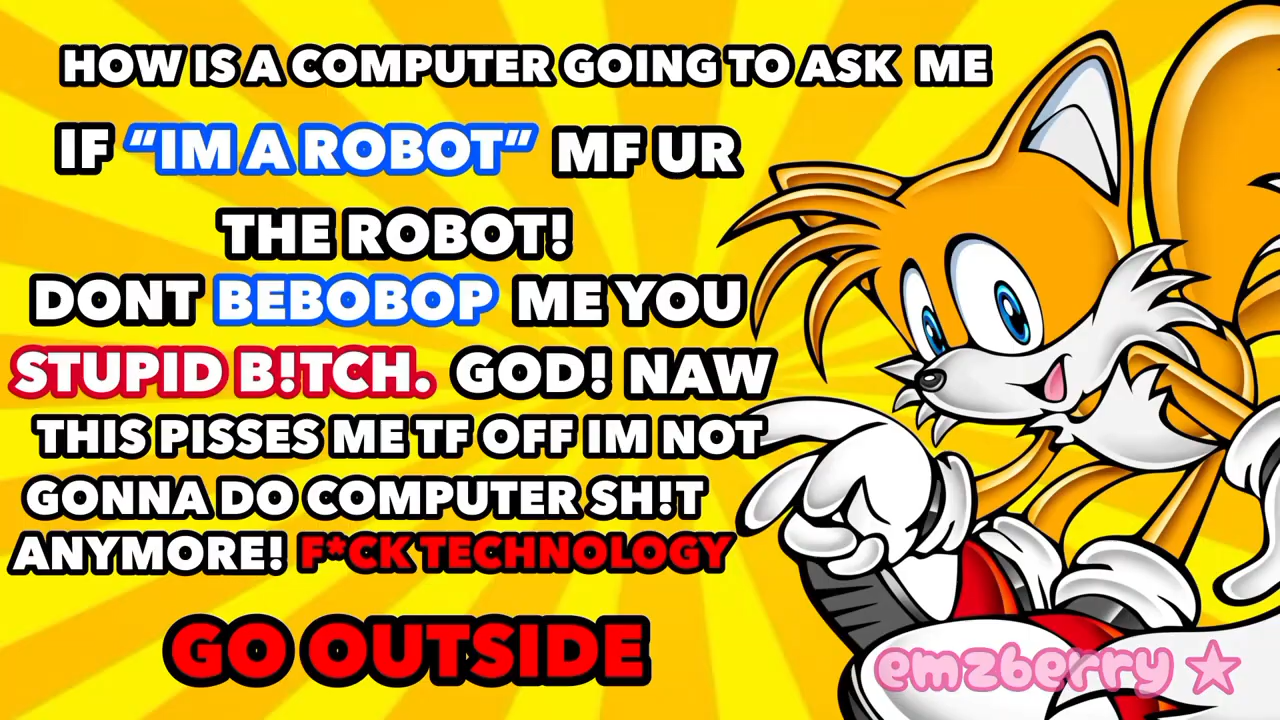 HOW IS A COMPUTER GOING TO ASK ME
IF "IM A ROBOT" MF UR
THE ROBOT!
DONT BEBOBOP ME YOU
STUPID B!TCH. GOD! NAW
THIS PISSES ME TF OFF IM NOT
GONNA DO COMPUTER SH!T
ANYMORE! F*CK TECHNOLOGY
GO OUTSIDE
emzberry ☆